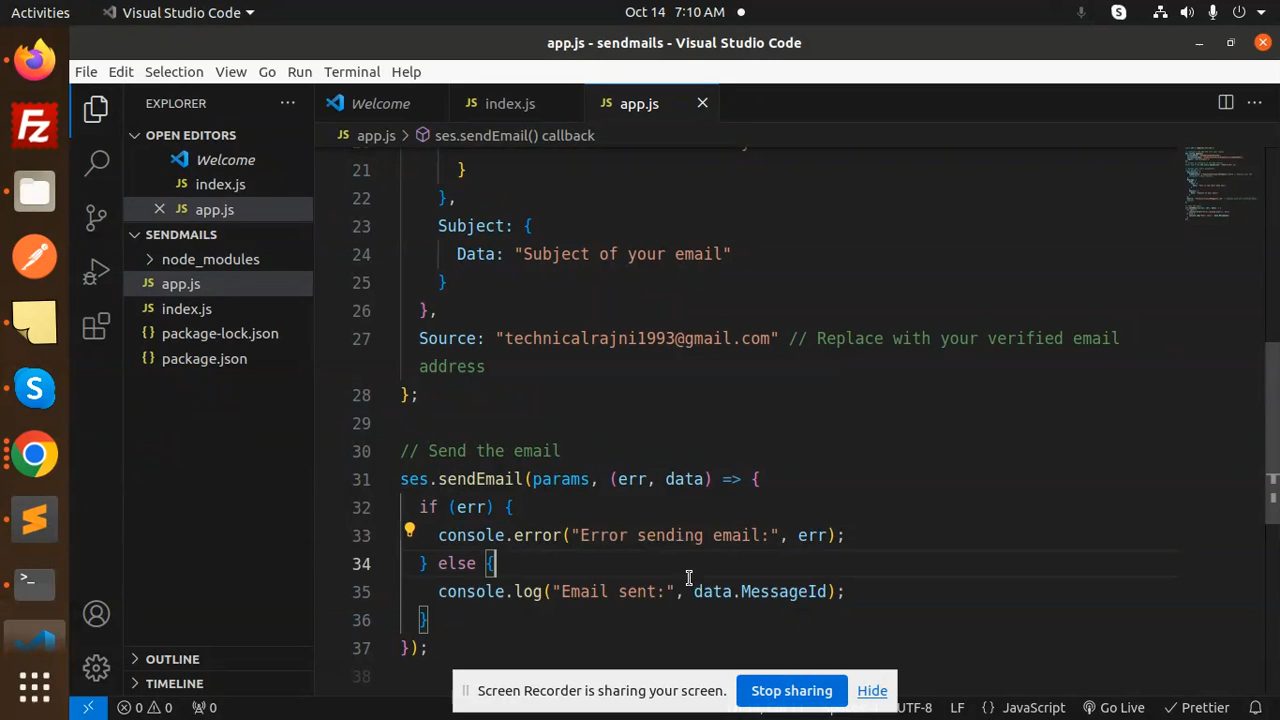 Activities
Visual Studio Code
Oct 14 7:10 AM
app.js - sendmails - Visual Studio Code
File Edit Selection View Go Run Terminal Help
EXPLORER
OPEN EDITORS
Welcome
index.js
app.js
SENDMAILS
node_modules
app.js
index.js
package-lock.json
package.json
OUTLINE
TIMELINE
Welcome
JS index.js
JS app.js
JS app.js > ses.sendEmail() callback
21 }
22 },
23 Subject: {
24 Data: "Subject of your email"
25 }
26 },
27 Source: "technicalrajni1993@gmail.com" // Replace with your verified email
address
28 };
29
30 // Send the email
31 ses.sendEmail(params, (err, data) => {
32 if (err) {
33 console.error("Error sending email:", err);
34 } else {
35 console.log("Email sent:", data.MessageId);
36 }
37 });
38
Screen Recorder is sharing your screen.
Stop sharing
Hide
0 0 0
UTF-8 LF {} JavaScript Go Live Prettier